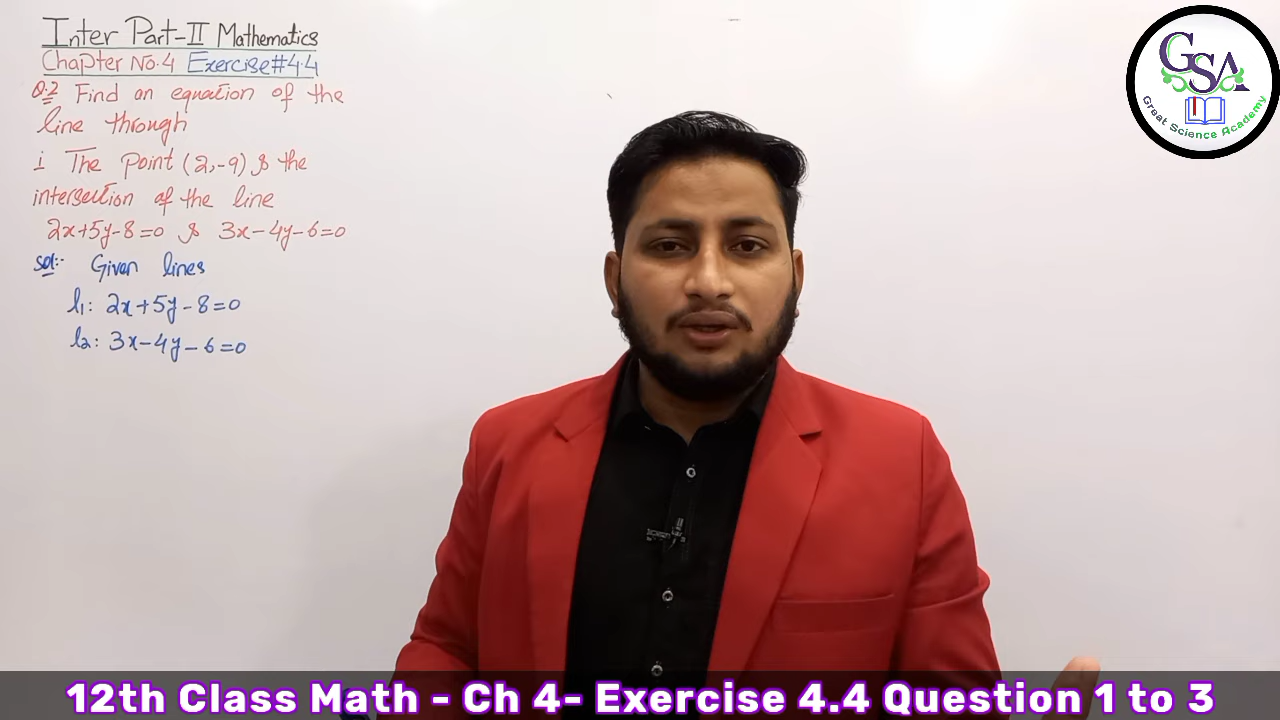 Inter Part-II Mathematics
Chapter No.4 Exercise#4.4
Q.2 Find an equation of the
line through
i The point (2,-9) & the
intersection of the line
2x+5y-8=0 & 3x-4y-6=0
Sol:- Given lines
l1: 2x+5y-8=0
l2: 3x-4y-6=0
GSA
Great Science Academy
12th Class Math - Ch 4- Exercise 4.4 Question 1 to 3